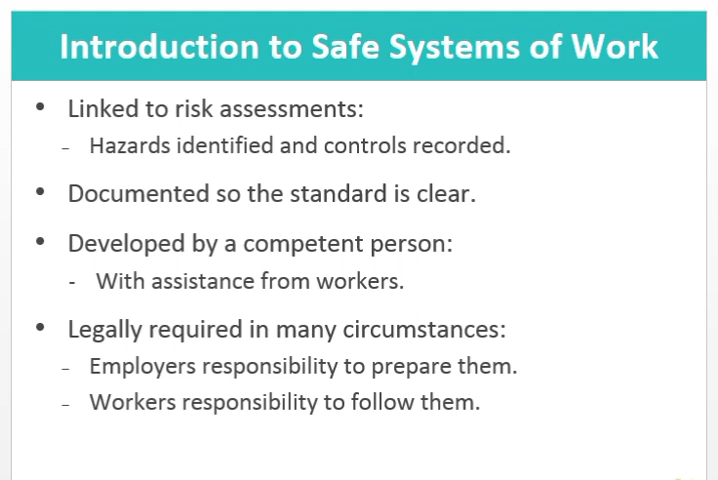 Introduction to Safe Systems of Work
• Linked to risk assessments:
– Hazards identified and controls recorded.
• Documented so the standard is clear.
• Developed by a competent person:
- With assistance from workers.
• Legally required in many circumstances:
– Employers responsibility to prepare them.
– Workers responsibility to follow them.